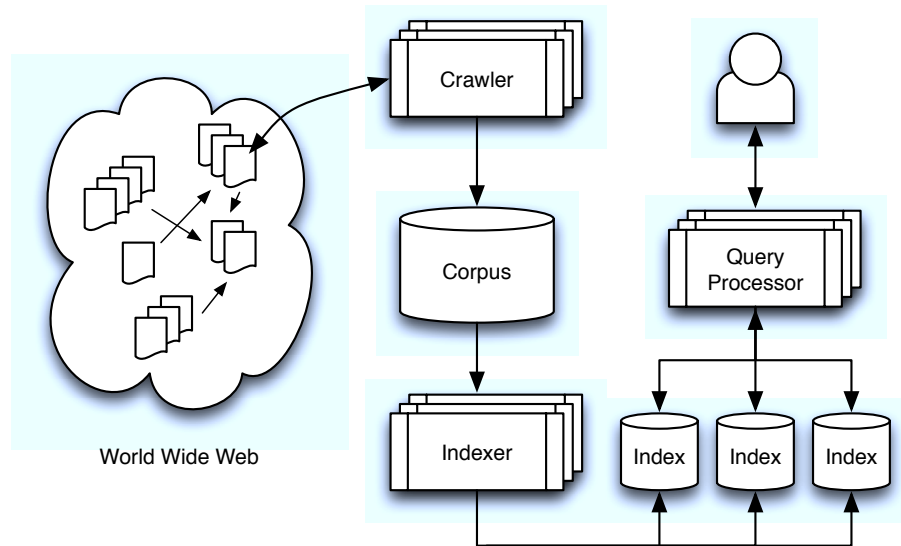 Crawler
Corpus
Query
Processor
Indexer
Index
Index
Index
World Wide Web